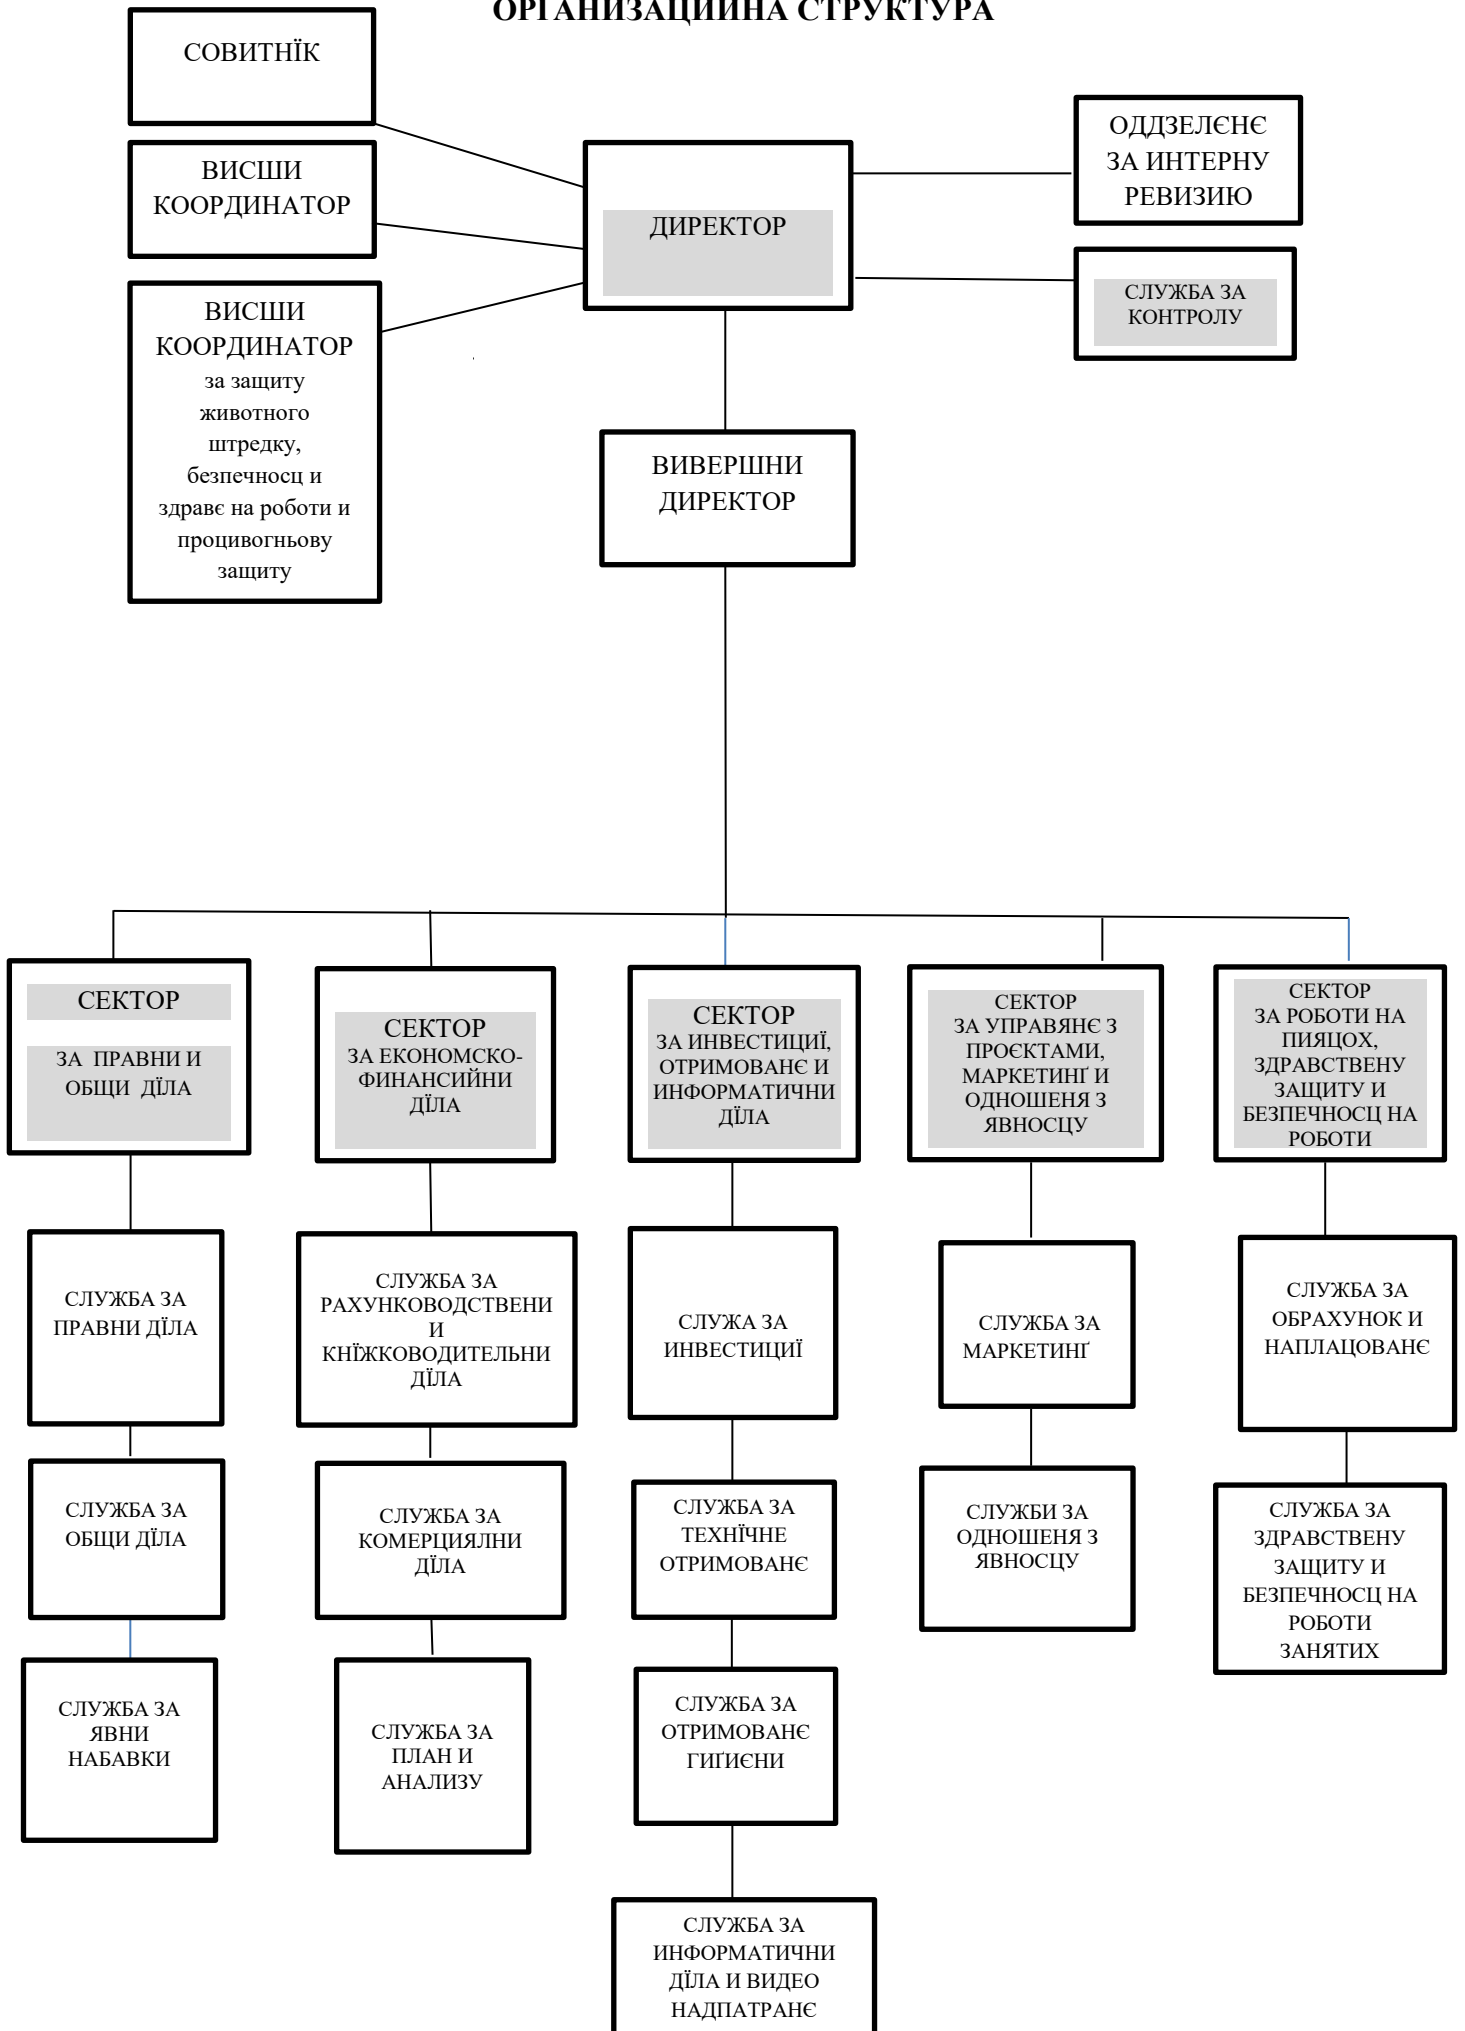 ОРГАНИЗАЦИЙНА СТРУКТУРА
СОВИТНЇК
ВИСШИ
КООРДИНАТОР
ВИСШИ
КООРДИНАТОР
за защиту
животного
штредку,
безпечносц и
здравє на роботи и
процивогньову
защиту
ДИРЕКТОР
ОДДЗЕЛЄНЄ
ЗА ИНТЕРНУ
РЕВИЗИЮ
СЛУЖБА ЗА
КОНТРОЛУ
ВИВЕРШНИ
ДИРЕКТОР
СЕКТОР
ЗА ПРАВНИ И
ОБЩИ ДЇЛА
СЕКТОР
ЗА ЕКОНОМСКО-
ФИНАНСИЙНИ
ДЇЛА
СЕКТОР
ЗА ИНВЕСТИЦИЇ,
ОТРИМОВАНЄ И
ИНФОРМАТИЧНИ
ДЇЛА
СЕКТОР
ЗА УПРАВЯНЄ З
ПРОЄКТАМИ,
МАРКЕТИНҐ И
ОДНОШЕНЯ З
ЯВНОСЦУ
СЕКТОР
ЗА РОБОТИ НА
ПИЯЦОХ,
ЗДРАВСТВЕНУ
ЗАЩИТУ И
БЕЗПЕЧНОСЦ НА
РОБОТИ
СЛУЖБА ЗА
ПРАВНИ ДЇЛА
СЛУЖБА ЗА
РАХУНКОВОДСТВЕНИ
И
КНЇЖКОВОДИТЕЛЬНИ
ДЇЛА
СЛУЖА ЗА
ИНВЕСТИЦИЇ
СЛУЖБА ЗА
МАРКЕТИНҐ
СЛУЖБА ЗА
ОБРАХУНОК И
НАПЛАЦОВАНЄ
СЛУЖБА ЗА
ОБЩИ ДЇЛА
СЛУЖБА ЗА
КОМЕРЦИЯЛНИ
ДЇЛА
СЛУЖБА ЗА
ТЕХНЇЧНЕ
ОТРИМОВАНЄ
СЛУЖБИ ЗА
ОДНОШЕНЯ З
ЯВНОСЦУ
СЛУЖБА ЗА
ЗДРАВСТВЕНУ
ЗАЩИТУ И
БЕЗПЕЧНОСЦ НА
РОБОТИ
ЗАНЯТИХ
СЛУЖБА ЗА
ЯВНИ
НАБАВКИ
СЛУЖБА ЗА
ПЛАН И
АНАЛИЗУ
СЛУЖБА ЗА
ОТРИМОВАНЄ
ГИҐИЄНИ
СЛУЖБА ЗА
ИНФОРМАТИЧНИ
ДЇЛА И ВИДЕО
НАДПАТРАНЄ